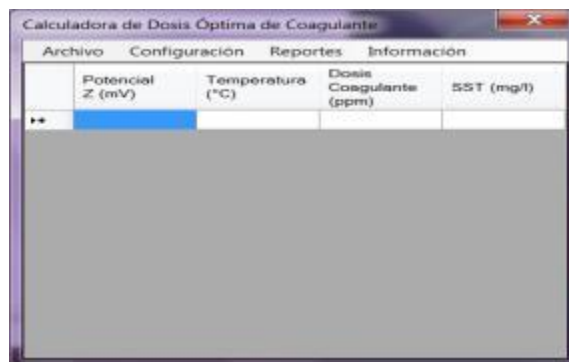 Calculadora de Dosis Óptima de Coagulante
Archivo Configuración Reportes Información
Potencial Z (mV)
Temperatura (°C)
Dosis Coagulante (ppm)
SST (mg/l)